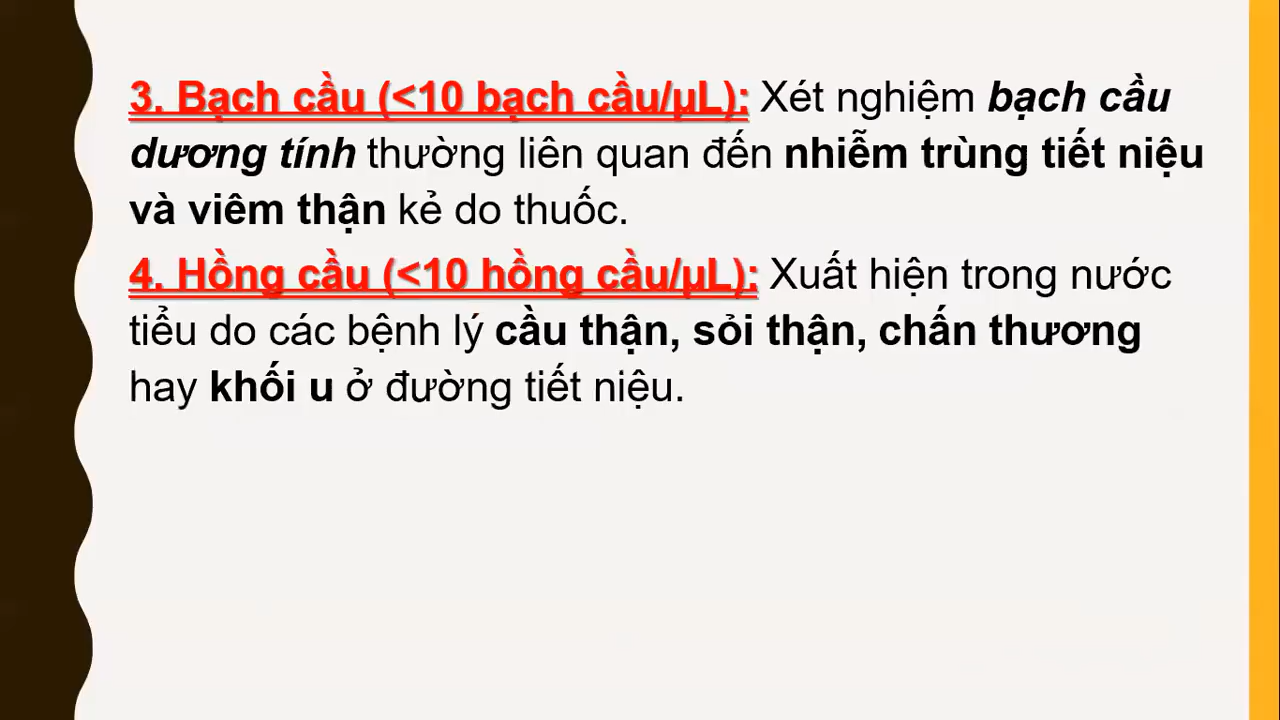 3. Bạch cầu (<10 bạch cầu/µL): Xét nghiệm bạch cầu
dương tính thường liên quan đến nhiễm trùng tiết niệu
và viêm thận kẻ do thuốc.
4. Hồng cầu (<10 hồng cầu/µL): Xuất hiện trong nước
tiểu do các bệnh lý cầu thận, sỏi thận, chấn thương
hay khối u ở đường tiết niệu.